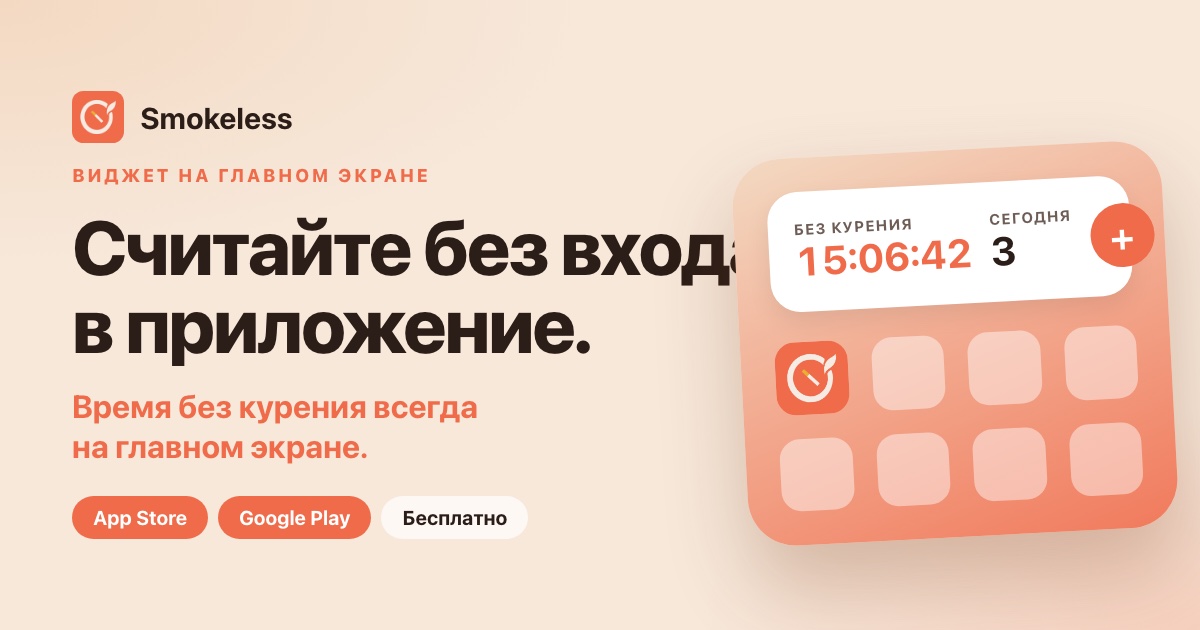 Smokeless
ВИДЖЕТ НА ГЛАВНОМ ЭКРАНЕ
Считайте без входа
в приложение.
Время без курения всегда
на главном экране.
App Store
Google Play
Бесплатно
БЕЗ КУРЕНИЯ
15:06:42
СЕГОДНЯ
3
+